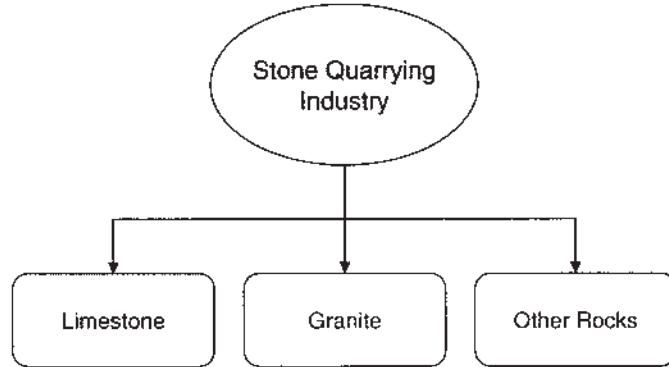 Stone Quarrying
Industry
Limestone
Granite
Other Rocks